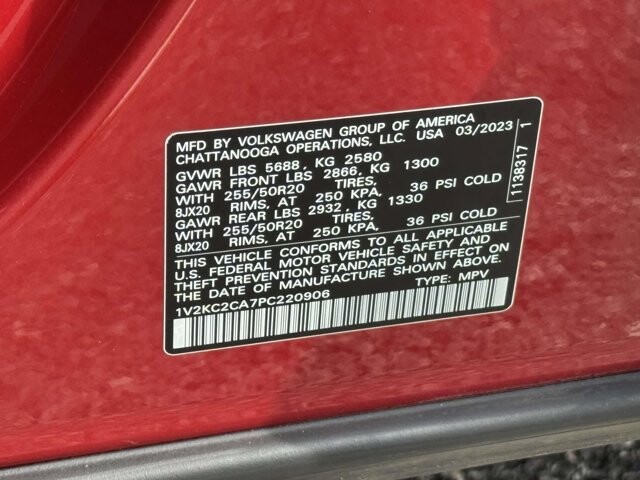 MFD BY VOLKSWAGEN GROUP OF AMERICA
CHATTANOOGA OPERATIONS, LLC. USA 03/2023
GVWR LBS 5688, KG 2580
GAWR FRONT LBS 2866, KG 1300
WITH 255/50R20 TIRES,
8JX20 RIMS, AT 250 KPA, 36 PSI COLD
GAWR REAR LBS 2932, KG 1330
WITH 255/50R20 TIRES,
8JX20 RIMS, AT 250 KPA, 36 PSI COLD
THIS VEHICLE CONFORMS TO ALL APPLICABLE
U.S. FEDERAL MOTOR VEHICLE SAFETY AND
THEFT PREVENTION STANDARDS IN EFFECT ON
THE DATE OF MANUFACTURE SHOWN ABOVE.
1V2KC2CA7PC220906 TYPE: MPV
1138317 1